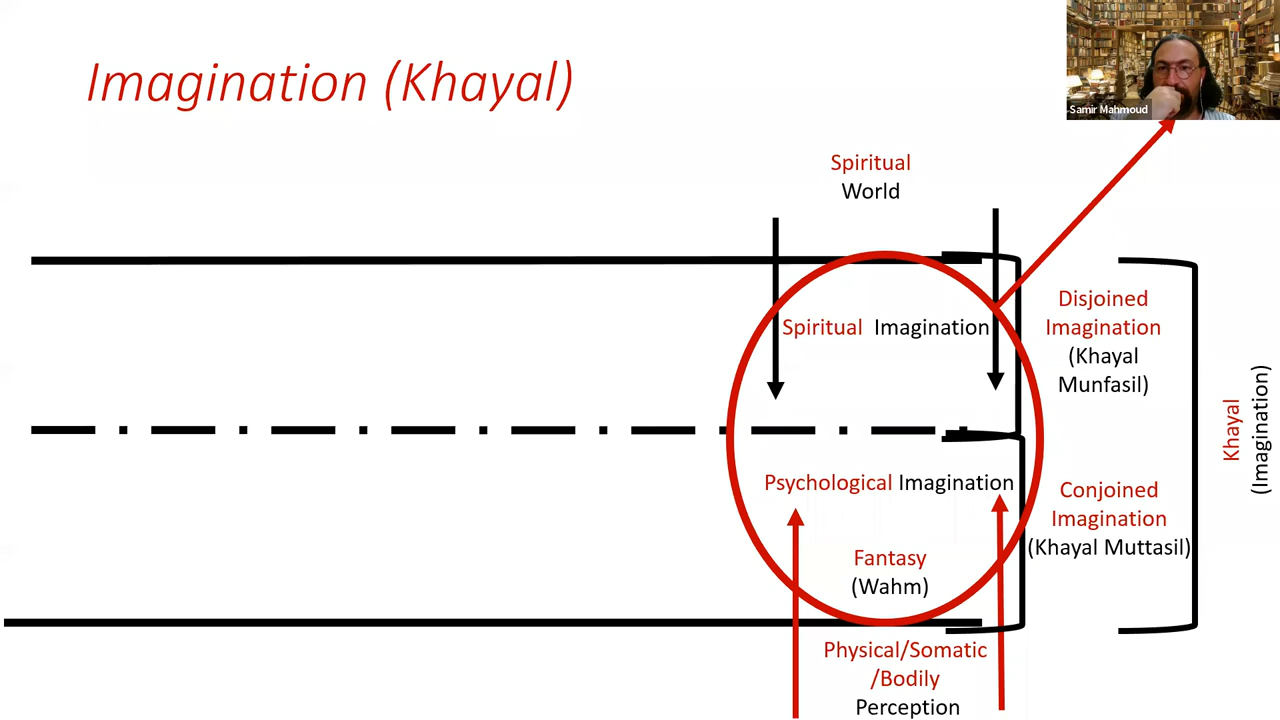 Imagination (Khayal)
Samir Mahmoud
Spiritual
World
Spiritual Imagination
Disjoined
Imagination
(Khayal
Munfasil)
Psychological Imagination
Fantasy
(Wahm)
Conjoined
Imagination
(Khayal Muttasil)
Khayal
(Imagination)
Physical/Somatic
/Bodily
Perception